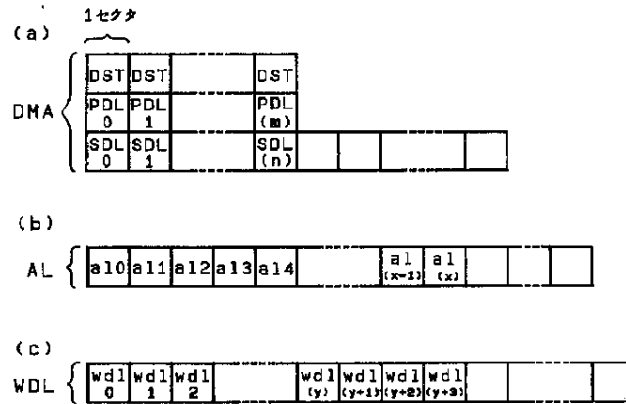 1セクタ
(a)
DST DST DST
DMA
PDL 0 PDL 1 PDL (m)
SDL 0 SDL 1 SDL (n)
(b)
AL al0 al1 al2 al3 al4 al (x-1) al (x)
(c)
WDL wdl 0 wdl 1 wdl 2 wdl (y) wdl (y+1) wdl (y+2) wdl (y+3)